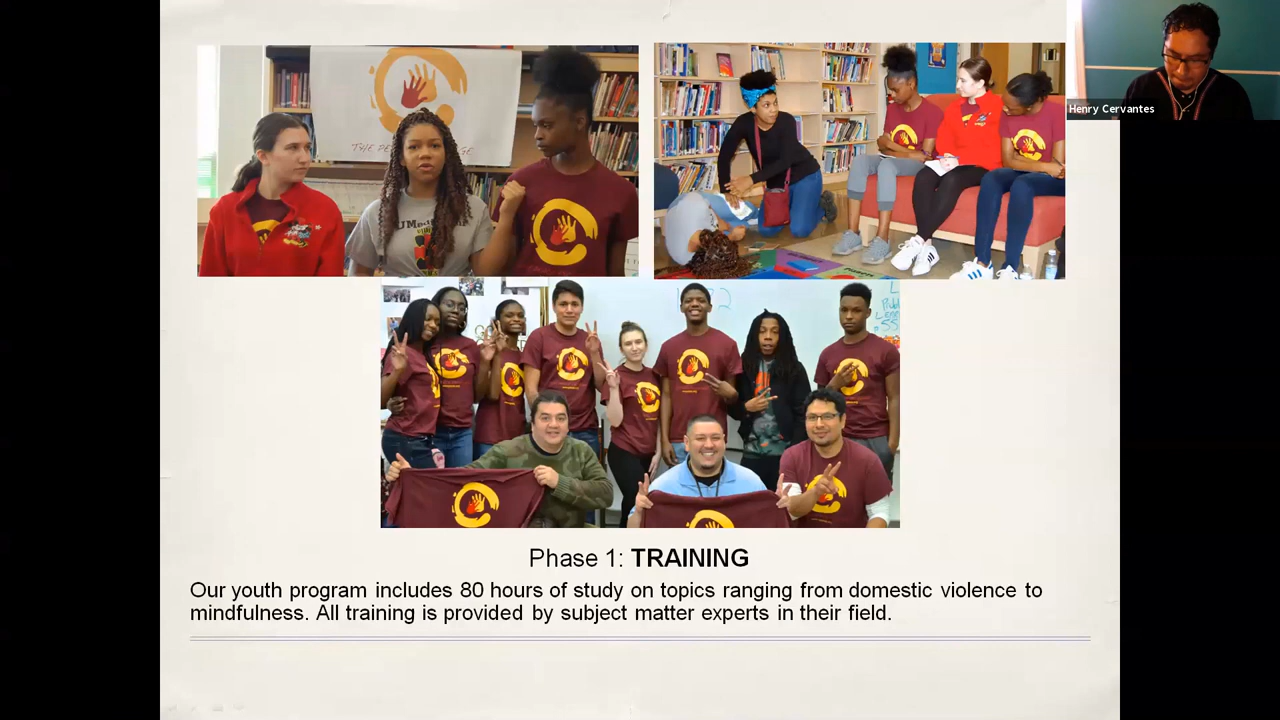 Henry Cervantes
Phase 1: TRAINING
Our youth program includes 80 hours of study on topics ranging from domestic violence to
mindfulness. All training is provided by subject matter experts in their field.